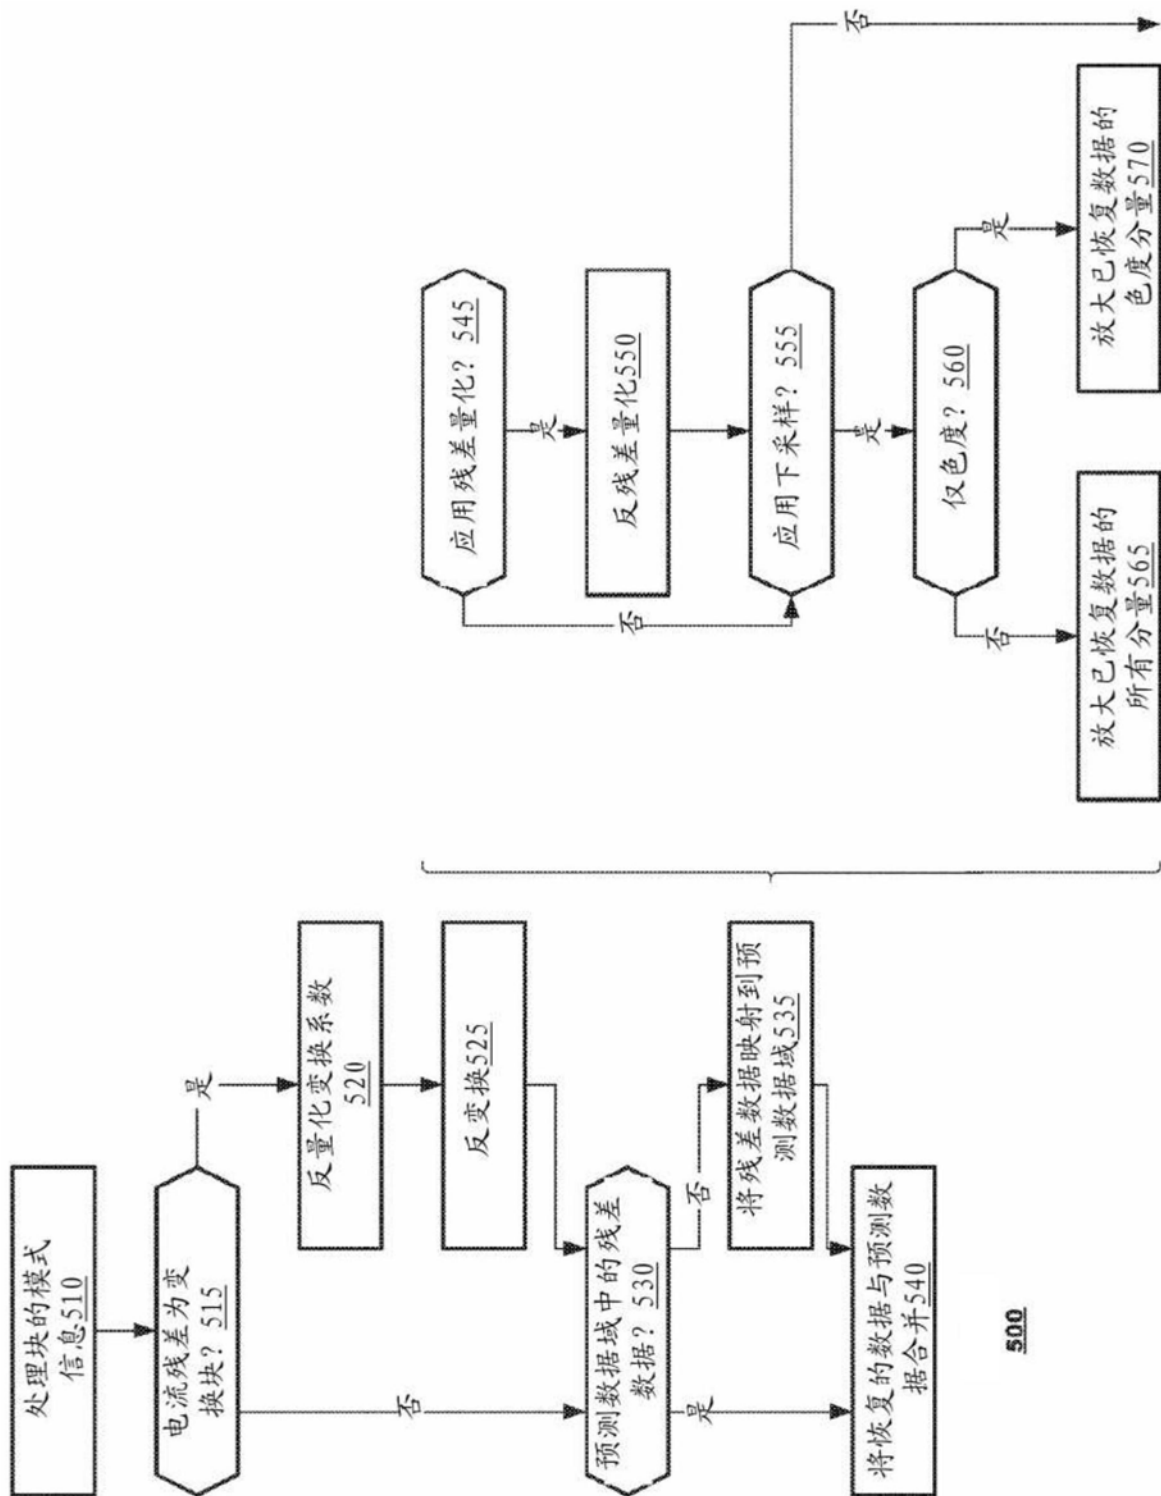 处理块的模式
信息510
电流残差为变
换块？515
是
否
反量化变换系数
520
反变换525
预测数据域中的残差
数据？530
否
是
将残差数据映射到预
测数据域535
将恢复的数据与预测数
据合并540
500
应用残差量化？545
是
否
反残差量化550
应用下采样？555
否
是
仅色度？560
否
是
放大已恢复数据的
所有分量565
放大已恢复数据的
色度分量570